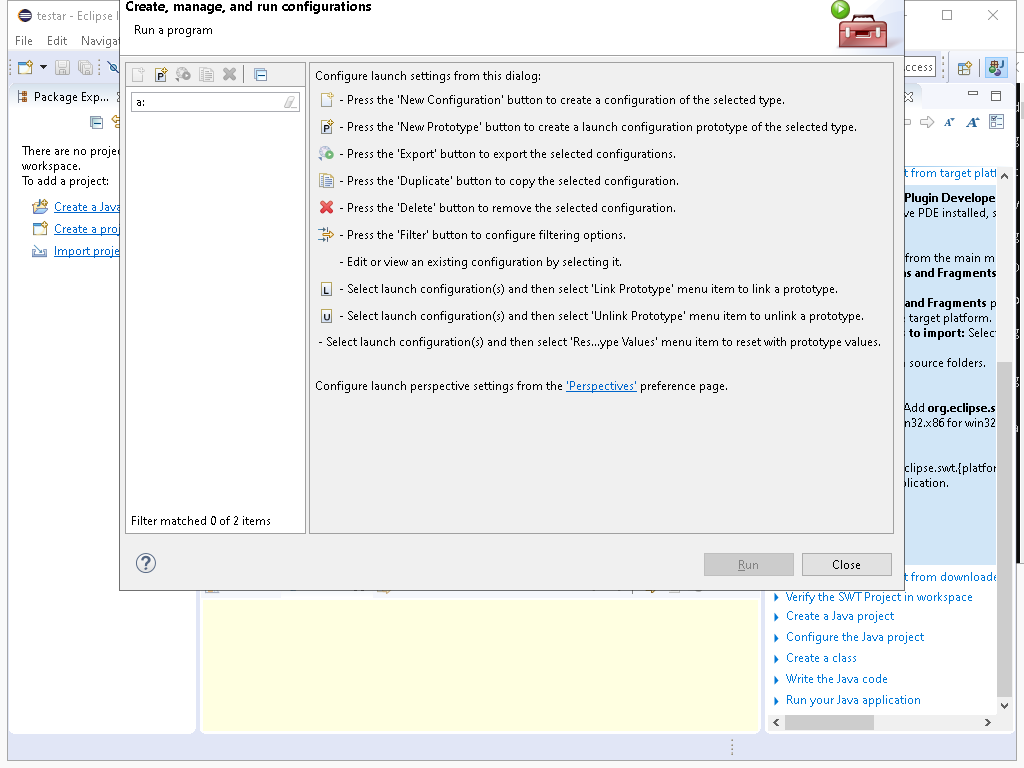 testar - Eclipse I
Create, manage, and run configurations
Run a program
File Edit Navigat
ccess
Package Exp...
There are no projec
workspace.
To add a project:
Create a Java
Create a proj
Import proje
a:
Filter matched 0 of 2 items
Configure launch settings from this dialog:
- Press the 'New Configuration' button to create a configuration of the selected type.
- Press the 'New Prototype' button to create a launch configuration prototype of the selected type.
- Press the 'Export' button to export the selected configurations.
- Press the 'Duplicate' button to copy the selected configuration.
- Press the 'Delete' button to remove the selected configuration.
- Press the 'Filter' button to configure filtering options.
- Edit or view an existing configuration by selecting it.
L - Select launch configuration(s) and then select 'Link Prototype' menu item to link a prototype.
U - Select launch configuration(s) and then select 'Unlink Prototype' menu item to unlink a prototype.
- Select launch configuration(s) and then select 'Res...ype Values' menu item to reset with prototype values.
Configure launch perspective settings from the 'Perspectives' preference page.
Run
Close
t from target platf
Plugin Develope
ve PDE installed, s
from the main m
ns and Fragments
and Fragments p
target platform.
to import: Selec
source folders.
Add org.eclipse.s
n32.x86 for win32
clipse.swt.{platfor
plication.
t from downloade
Verify the SWT Project in workspace
Create a Java project
Configure the Java project
Create a class
Write the Java code
Run your Java application